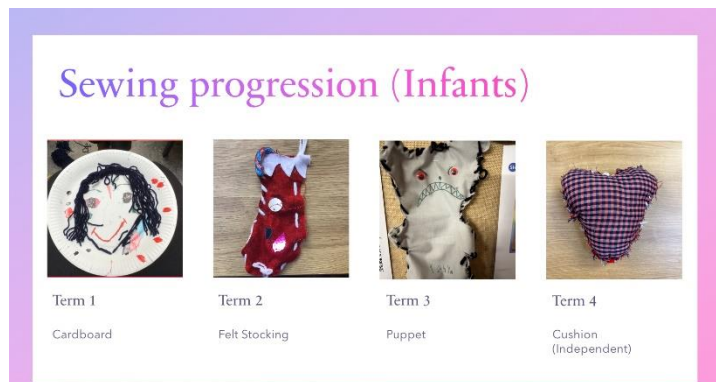 Sewing progression (Infants)
Term 1
Cardboard
Term 2
Felt Stocking
Term 3
Puppet
Term 4
Cushion
(Independent)